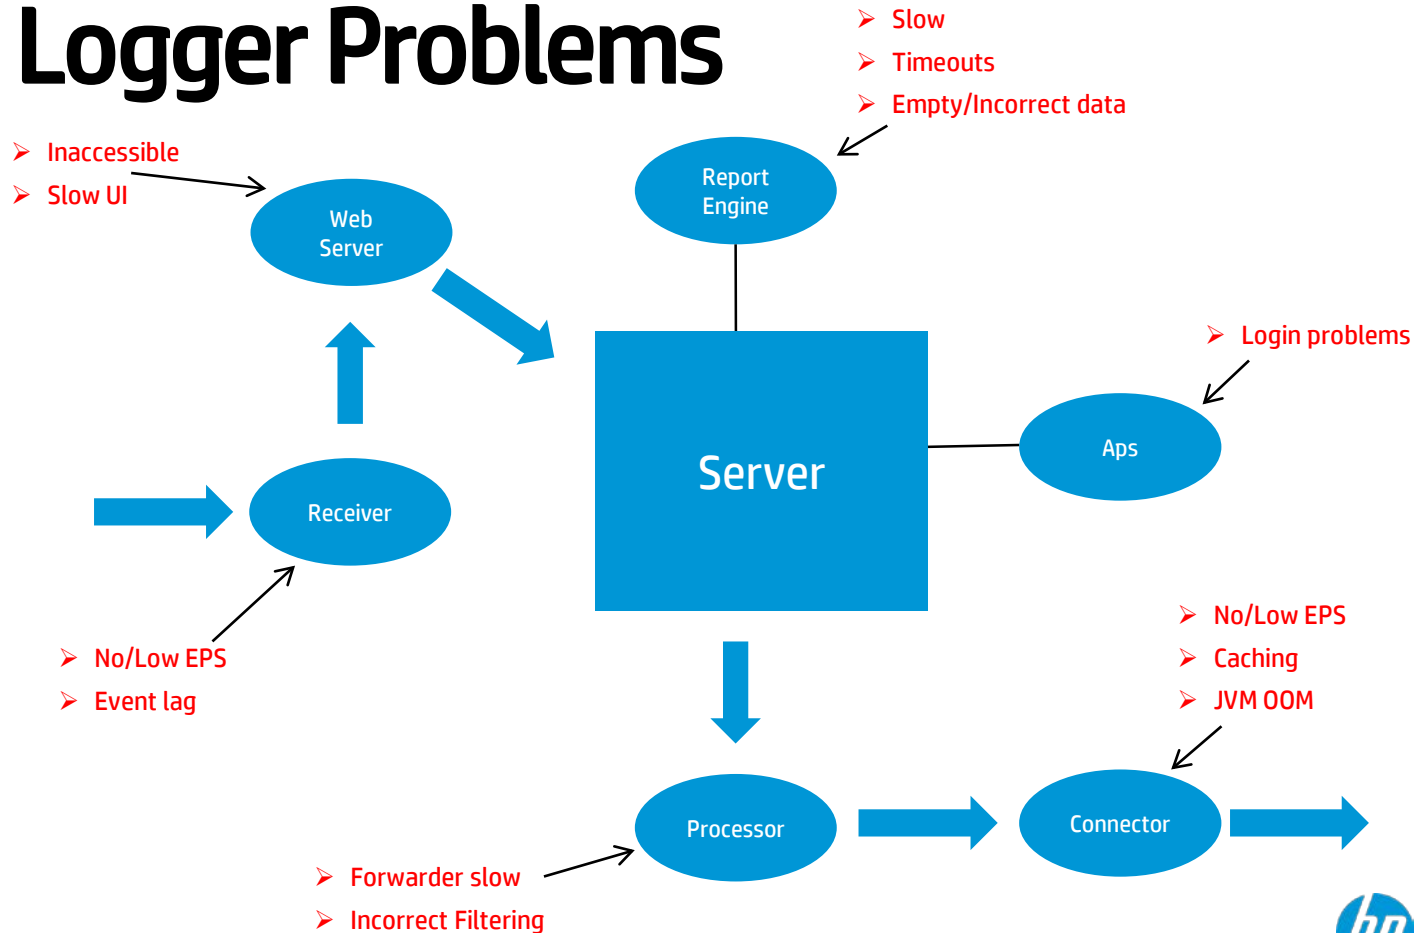 Logger Problems
➢ Slow
➢ Timeouts
➢ Empty/Incorrect data
➢ Inaccessible
➢ Slow UI
Report
Engine
Web
Server
➢ Login problems
Server
Aps
Receiver
➢ No/Low EPS
➢ Event lag
➢ No/Low EPS
➢ Caching
➢ JVM OOM
Processor
Connector
➢ Forwarder slow
➢ Incorrect Filtering
hp